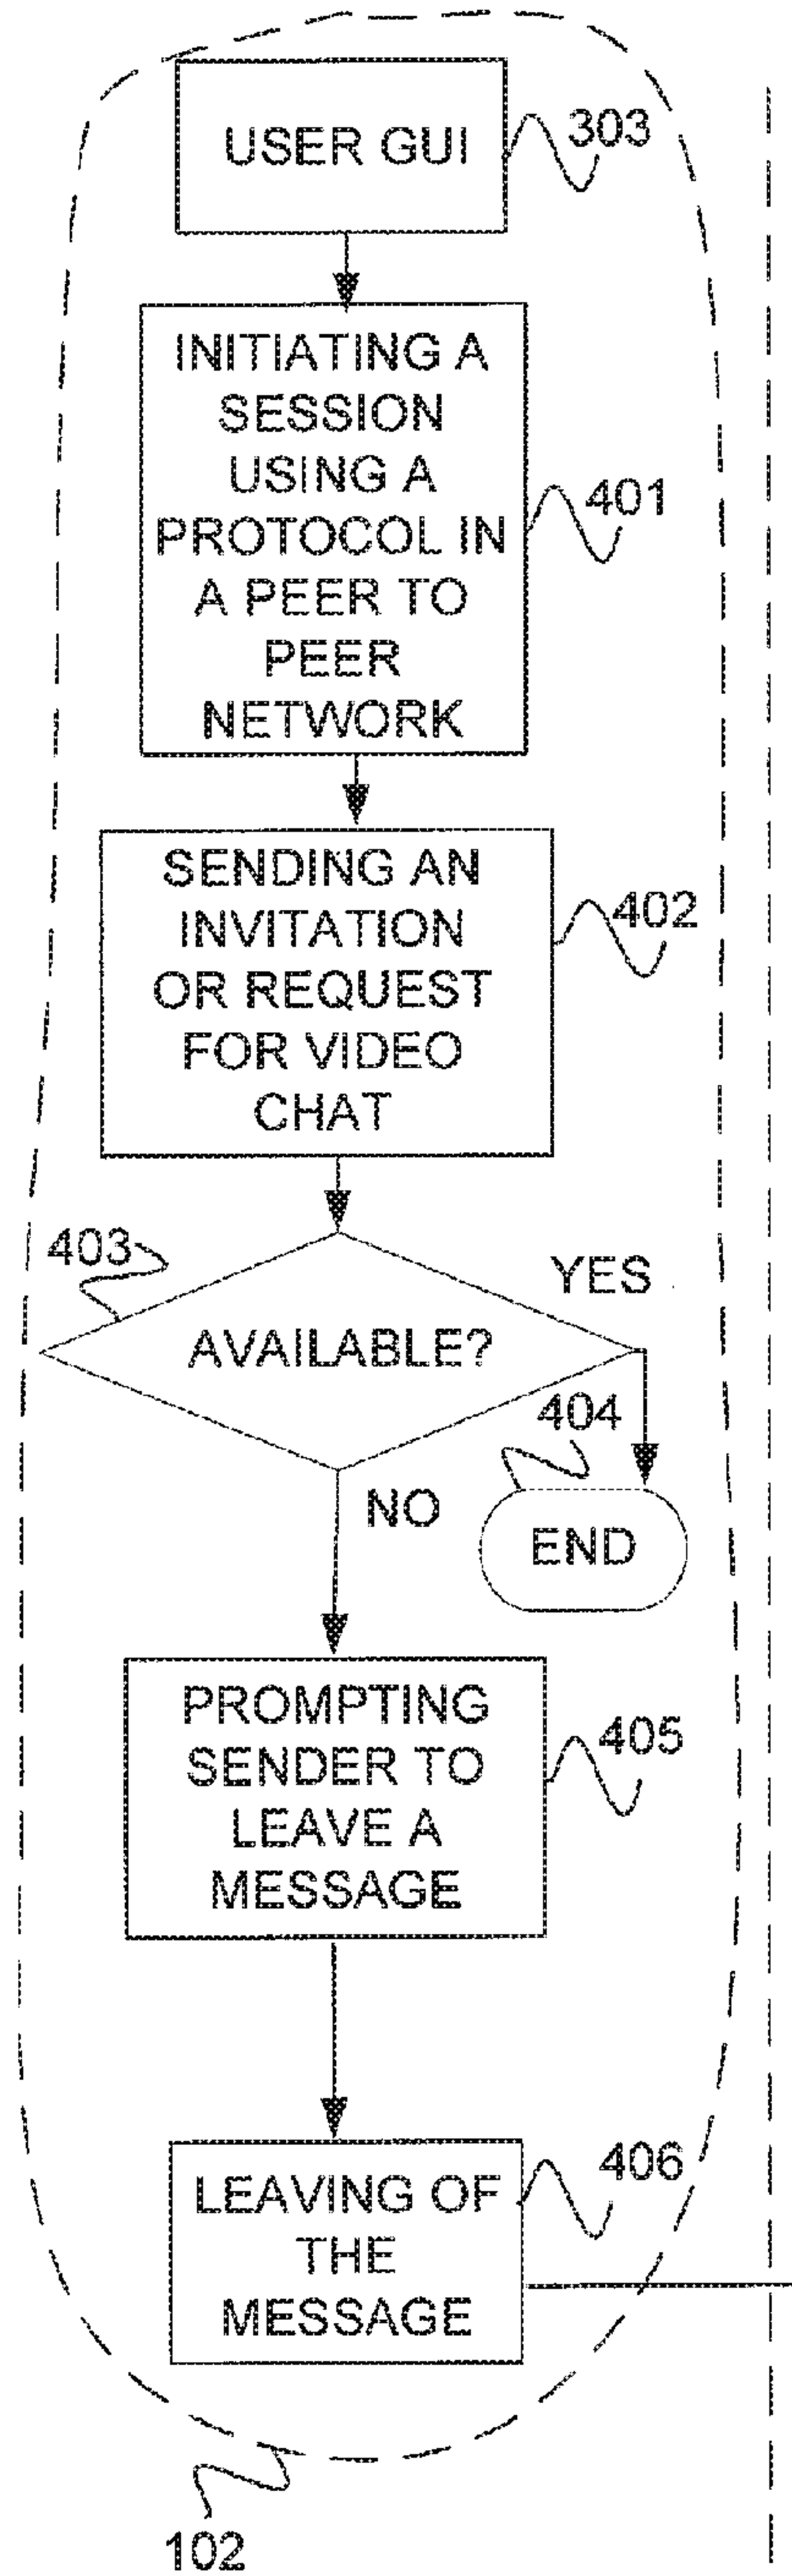 USER GUI
303
INITIATING A
SESSION
USING A
PROTOCOL IN
A PEER TO
PEER
NETWORK
401
SENDING AN
INVITATION
OR REQUEST
FOR VIDEO
CHAT
402
403
AVAILABLE?
YES
404
END
NO
PROMPTING
SENDER TO
LEAVE A
MESSAGE
405
LEAVING OF
THE
MESSAGE
406
102